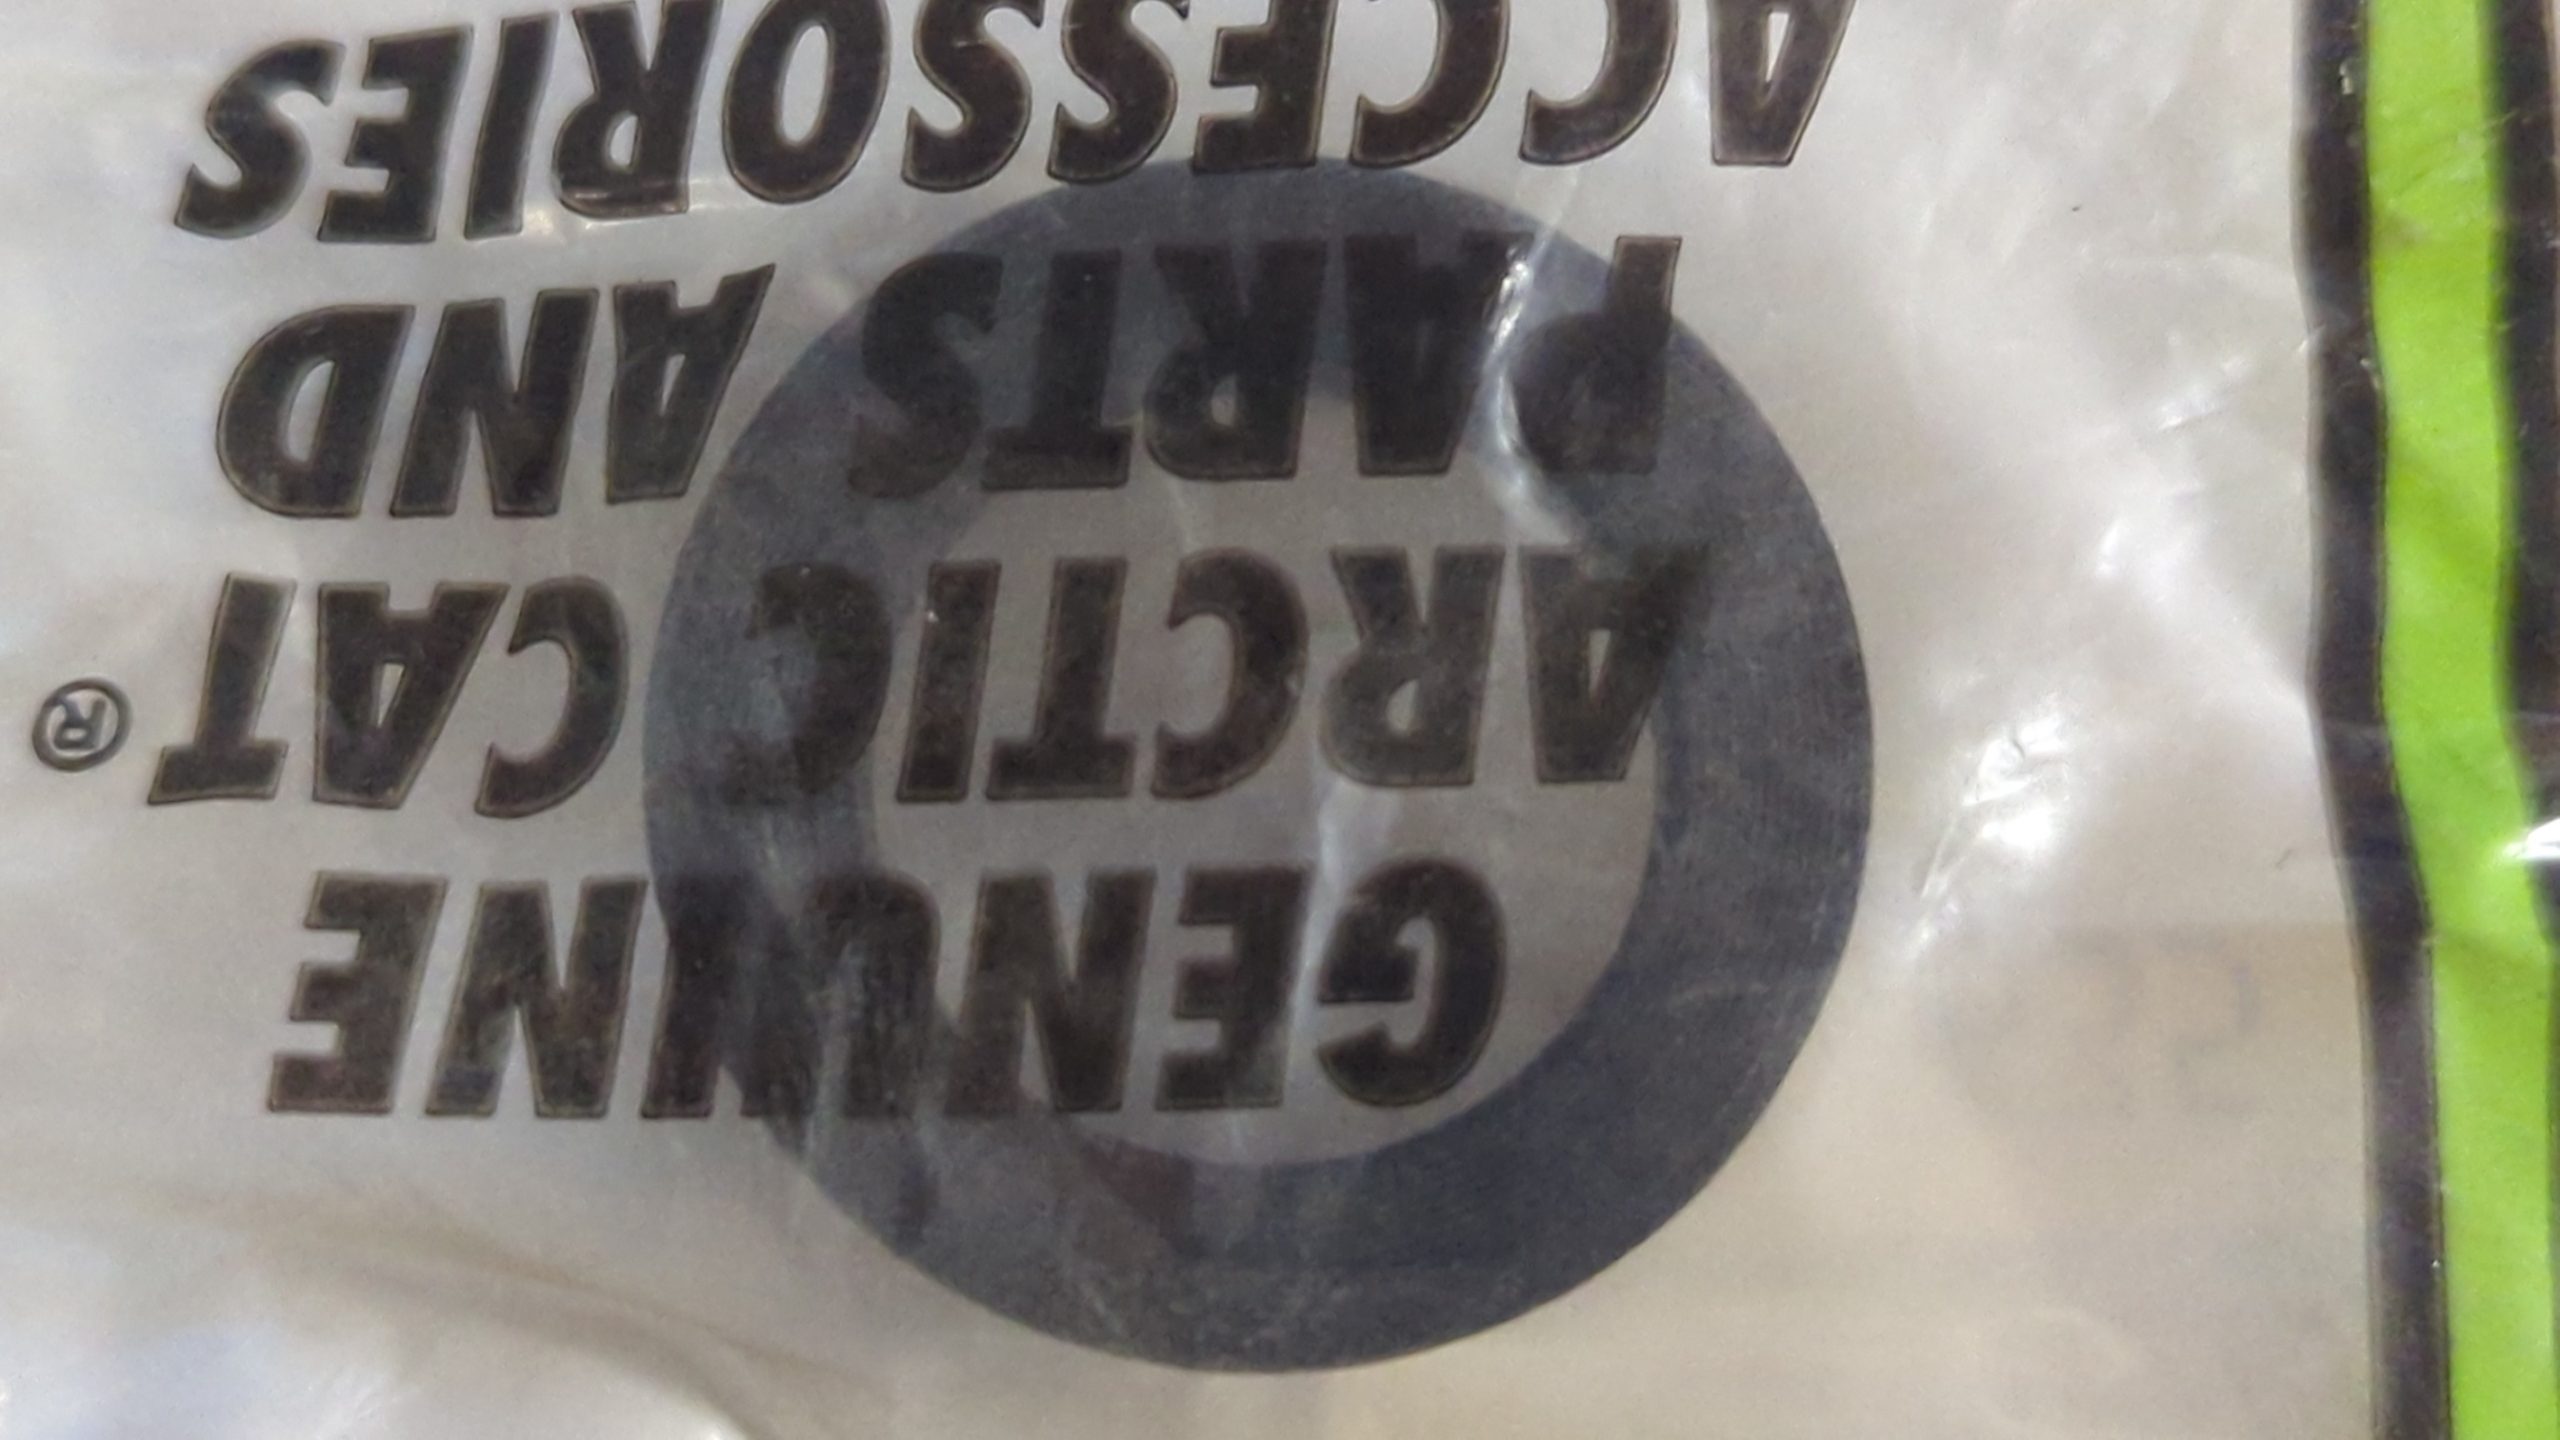 GENUINE
ARCTIC CAT®
PARTS AND
ACCESSORIES